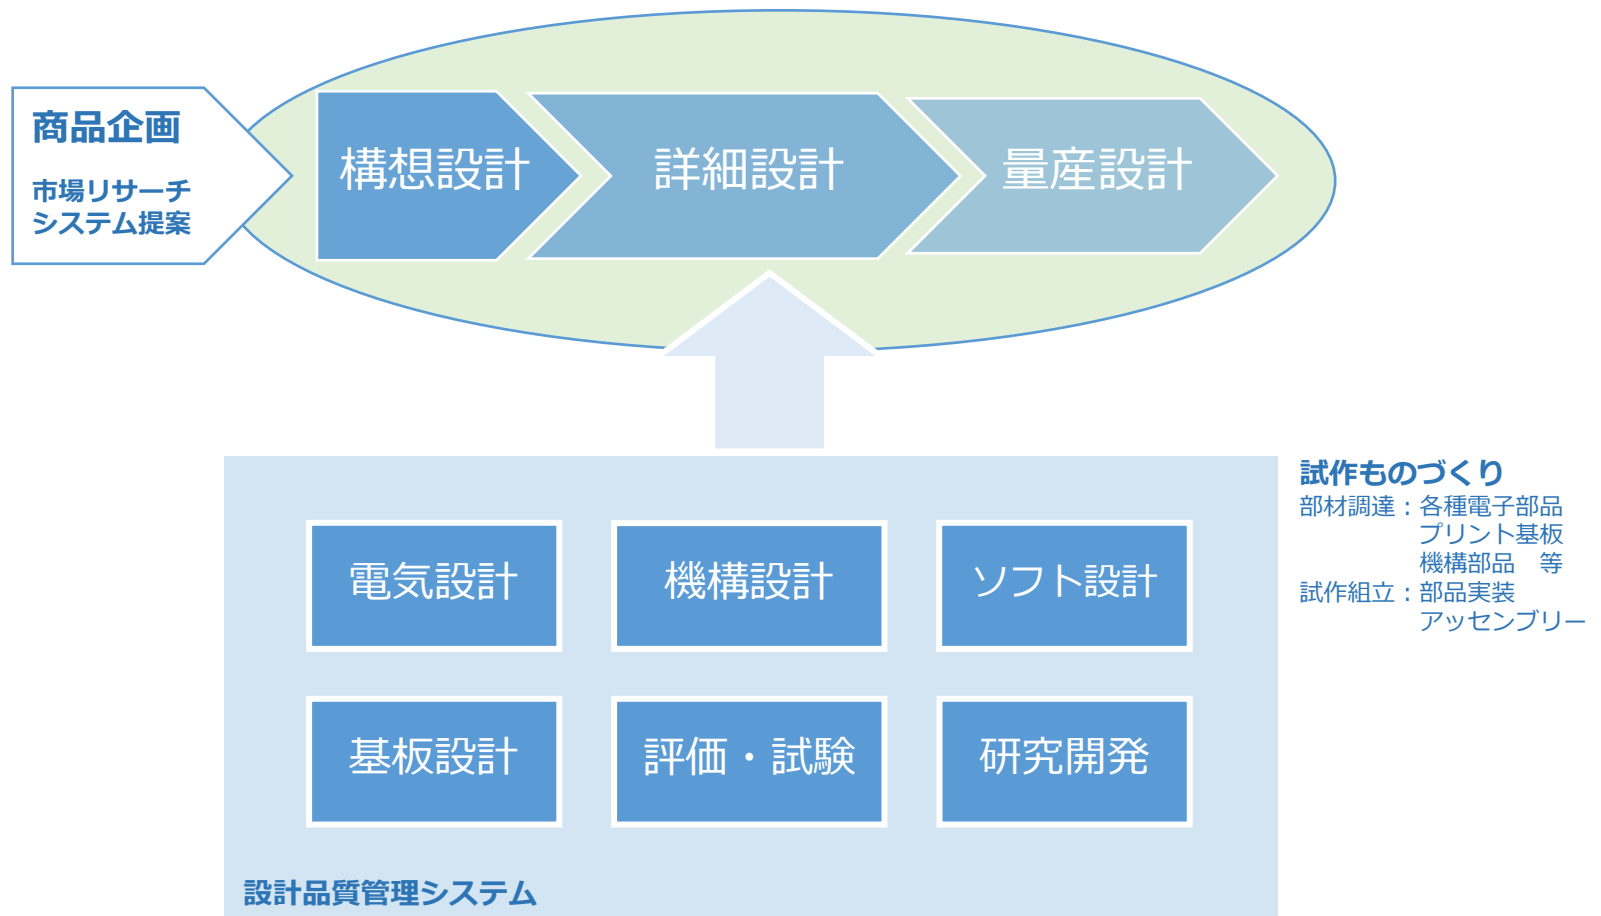 商品企画
市場リサーチ
システム提案
構想設計
詳細設計
量産設計
試作ものづくり
部材調達：各種電子部品
プリント基板
機構部品　等
試作組立：部品実装
アッセンブリー
電気設計
機構設計
ソフト設計
基板設計
評価・試験
研究開発
設計品質管理システム